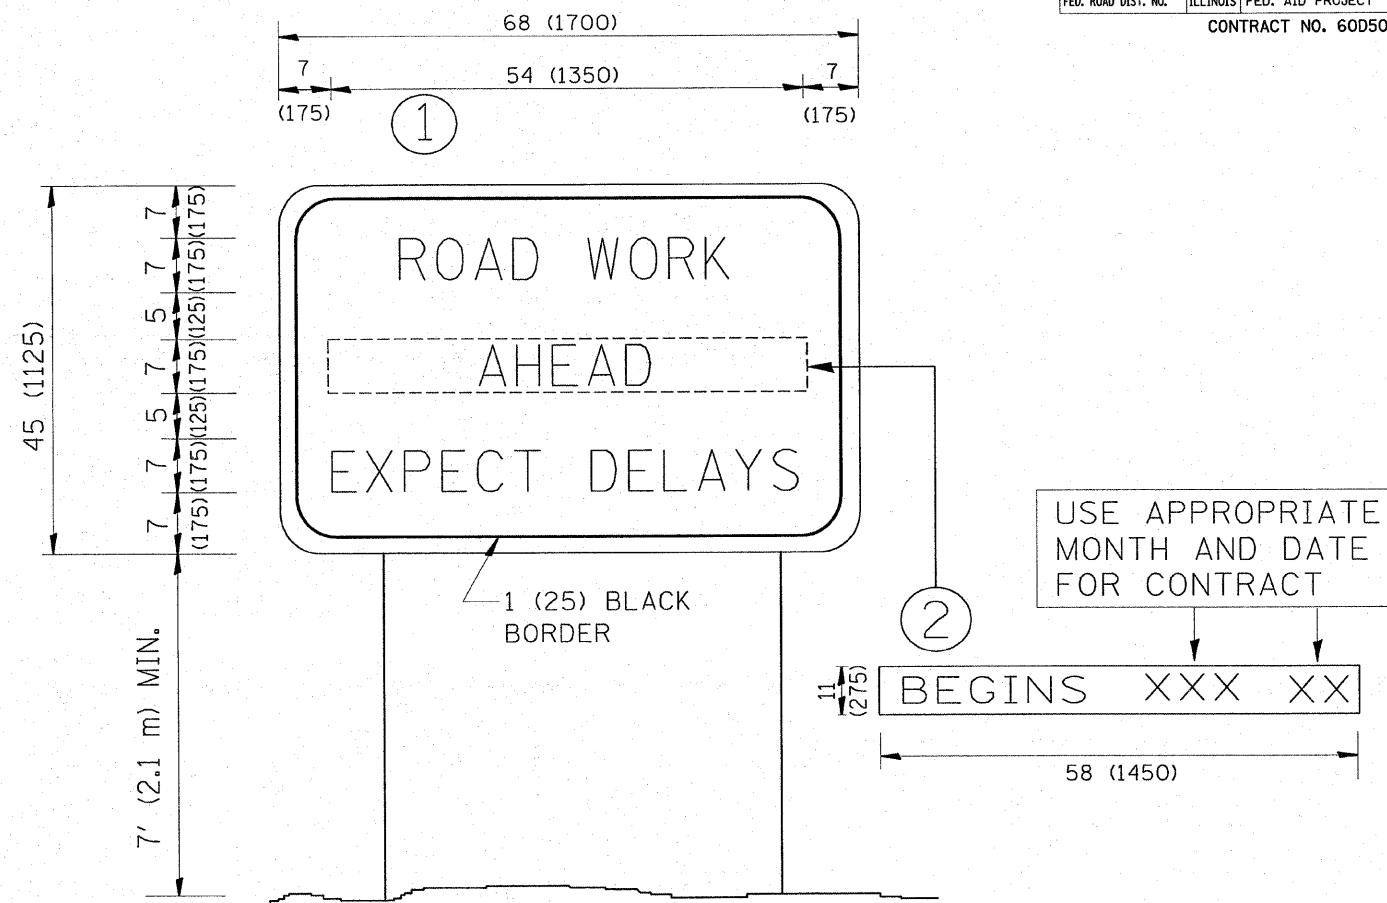 FED. ROAD DIST. NO. ILLINOIS FED. AID PROJECT
CONTRACT NO. 60D50
68 (1700)
7 54 (1350) 7
(175) (175)
1
ROAD WORK
AHEAD
EXPECT DELAYS
45 (1125)
7 (175)
7 (175)
5 (125)
7 (175)
5 (125)
7 (175)
7 (175)
7' (2.1 m) MIN.
1 (25) BLACK
BORDER
2
USE APPROPRIATE
MONTH AND DATE
FOR CONTRACT
11
(275)
BEGINS XXX XX
58 (1450)